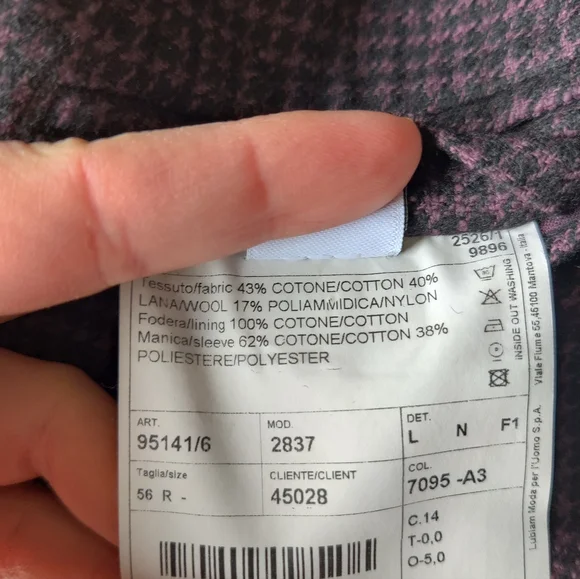 2526/1
9896
Tessuto/fabric 43% COTONE/COTTON 40%
LANA/WOOL 17% POLIAMMIDICA/NYLON
Fodera/lining 100% COTONE/COTTON
Manica/sleeve 62% COTONE/COTTON 38%
POLIESTERE/POLYESTER
INSIDE OUT WASHING
Lubiam Moda per l'Uomo S.p.A. Viale Fiume 55,46100 Mantova - Italia
ART.
95141/6
MOD.
2837
DET.
L N F1
Taglia/size
56 R -
CLIENTE/CLIENT
45028
COL.
7095 -A3
C.14
T-0,0
O-5,0